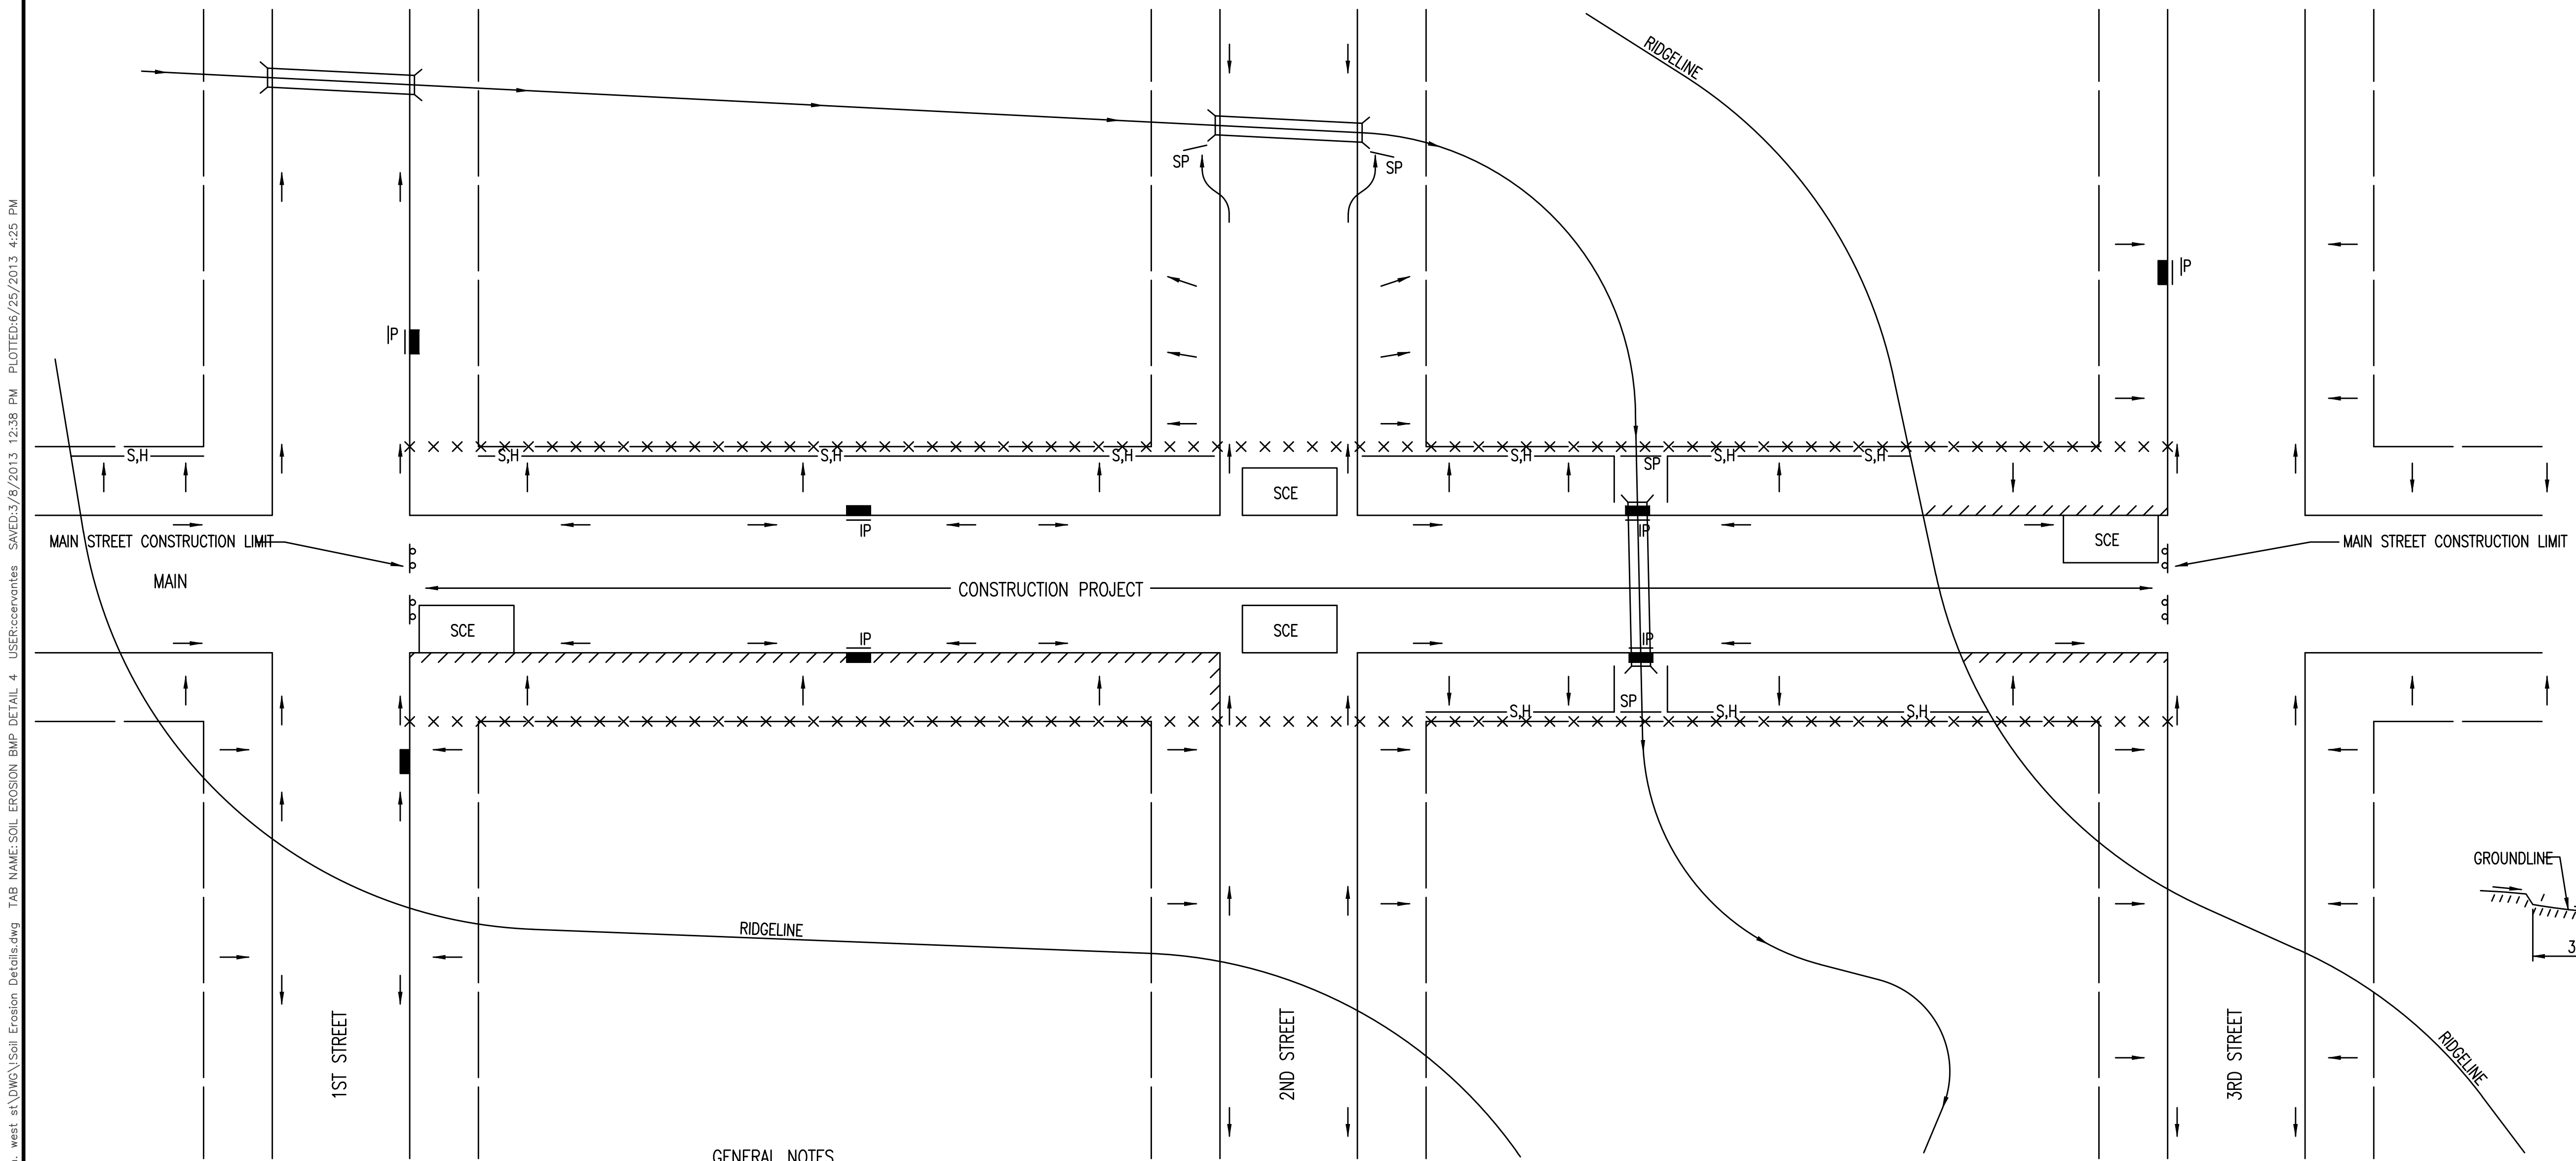 RIDGELINE
SP
SP
IP
IP
S,H
S,H
S,H
S,H
S,H
SP
S,H
S,H
SCE
IP
IP
SCE
MAIN STREET CONSTRUCTION LIMIT
MAIN STREET CONSTRUCTION LIMIT
MAIN
CONSTRUCTION PROJECT
SCE
SCE
IP
IP
SP
S,H
S,H
S,H
GROUNDLINE
RIDGELINE
3
1ST STREET
2ND STREET
3RD STREET
RIDGELINE
GENERAL NOTES
west st\DWG\!Soil Erosion Details.dwg TAB NAME: SOIL EROSION BMP DETAIL 4 USER:ccervantes SAVED:3/8/2013 12:38 PM PLOTTED:6/25/2013 4:25 PM